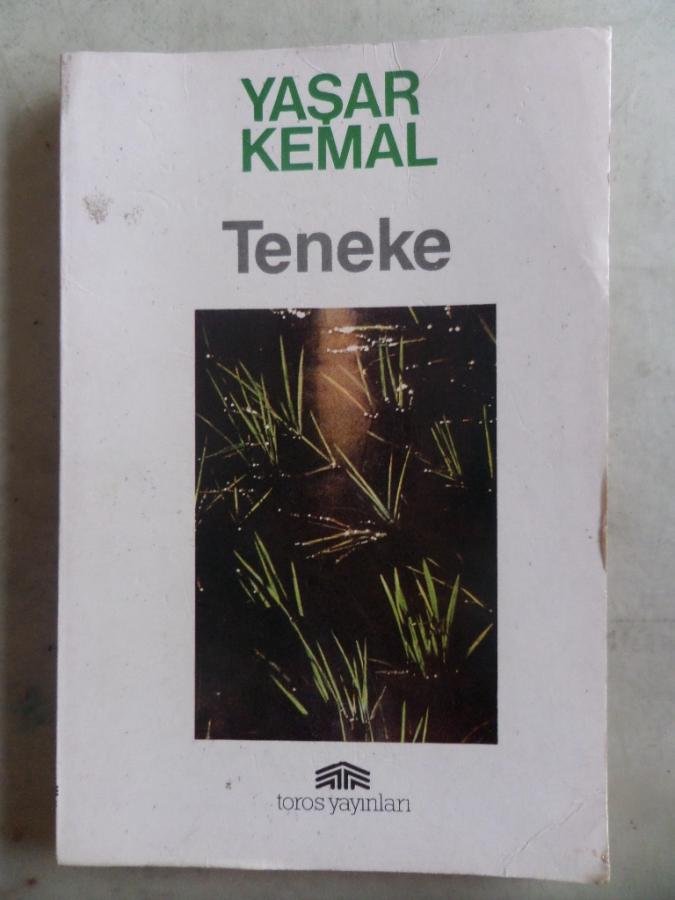 YAŞAR
KEMAL
Teneke
toros yayınları